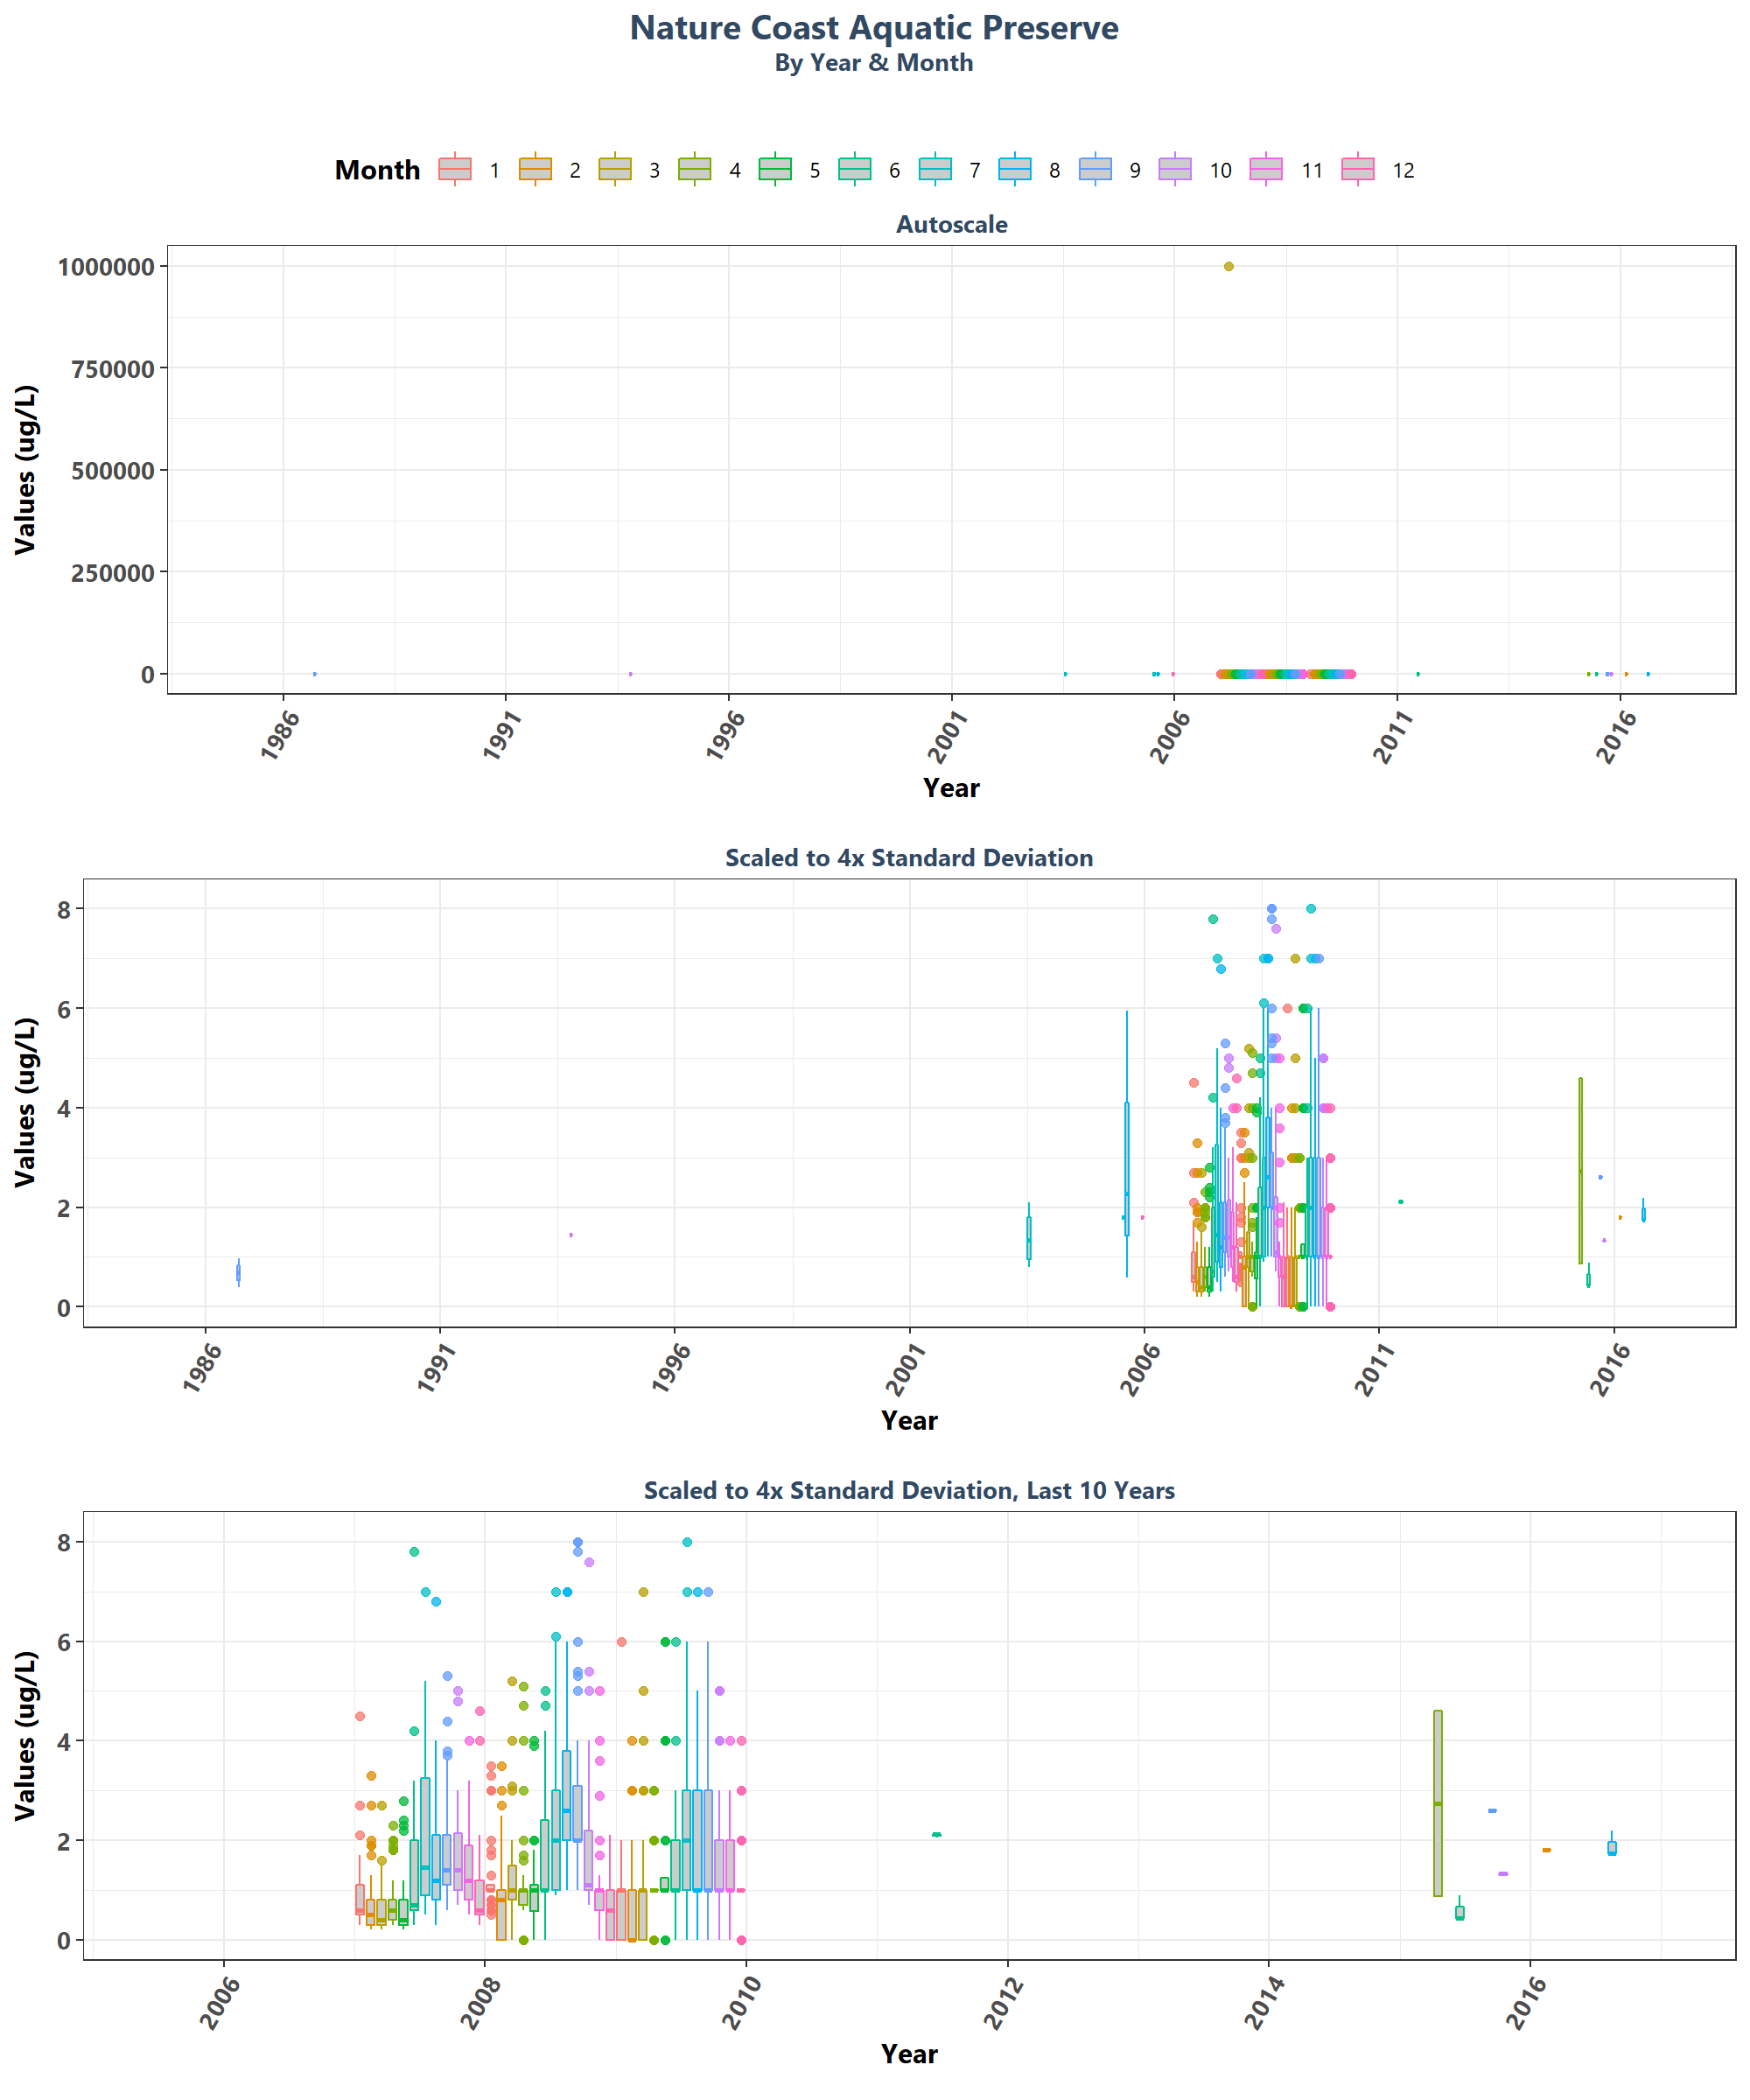 Nature Coast Aquatic Preserve
By Year & Month
Month 1 2 3 4 5 6 7 8 9 10 11 12
Autoscale
1000000
750000
500000
250000
0
Values (ug/L)
1986 1991 1996 2001 2006 2011 2016
Year
Scaled to 4x Standard Deviation
8
6
4
2
0
Values (ug/L)
1986 1991 1996 2001 2006 2011 2016
Year
Scaled to 4x Standard Deviation, Last 10 Years
8
6
4
2
0
Values (ug/L)
2006 2008 2010 2012 2014 2016
Year